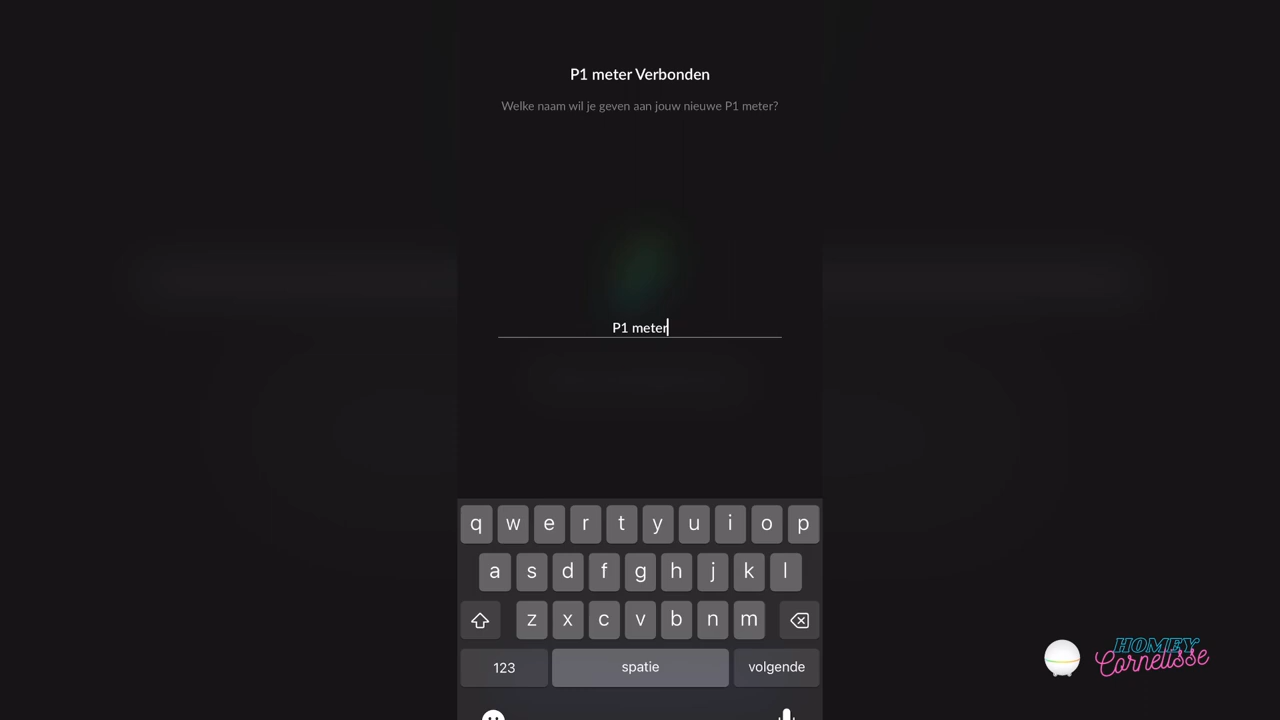 P1 meter Verbonden
Welke naam wil je geven aan jouw nieuwe P1 meter?
P1 meter
q w e r t y u i o p
a s d f g h j k l
z x c v b n m
123 spatie volgende
HOMEY
Cornelisse